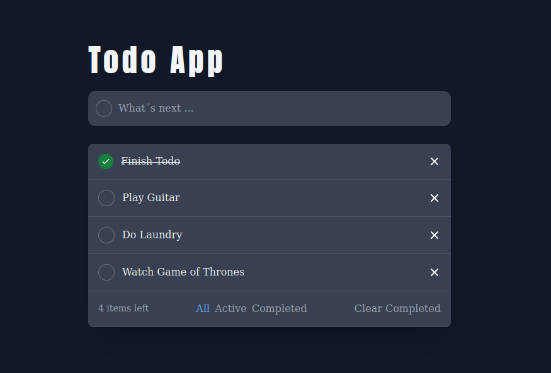 Todo App
What´s next ...
Finish Todo
Play Guitar
Do Laundry
Watch Game of Thrones
4 items left All Active Completed Clear Completed